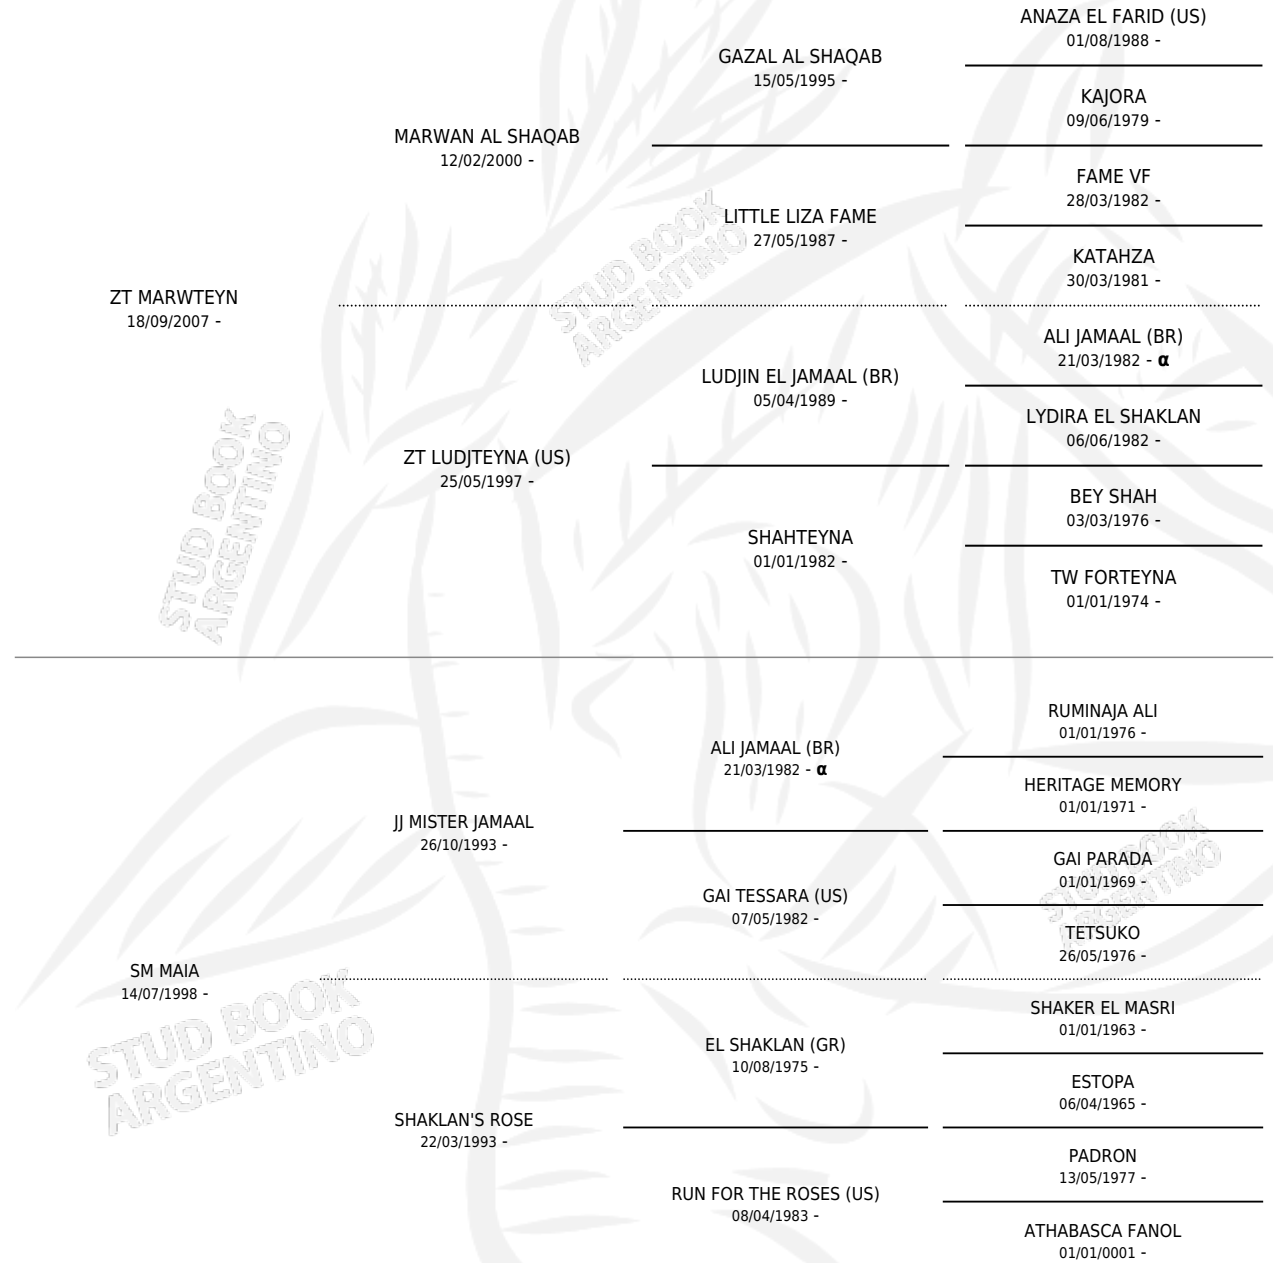 ANAZA EL FARID (US)
01/08/1988 -
GAZAL AL SHAQAB
15/05/1995 -
KAJORA
09/06/1979 -
MARWAN AL SHAQAB
12/02/2000 -
FAME VF
28/03/1982 -
LITTLE LIZA FAME
27/05/1987 -
KATAHZA
30/03/1981 -
ZT MARWTEYN
18/09/2007 -
ALI JAMAAL (BR)
21/03/1982 - α
LUDJIN EL JAMAAL (BR)
05/04/1989 -
LYDIRA EL SHAKLAN
06/06/1982 -
ZT LUDJTEYNA (US)
25/05/1997 -
BEY SHAH
03/03/1976 -
SHAHTEYNA
01/01/1982 -
TW FORTEYNA
01/01/1974 -
RUMINAJA ALI
01/01/1976 -
ALI JAMAAL (BR)
21/03/1982 - α
HERITAGE MEMORY
01/01/1971 -
JJ MISTER JAMAAL
26/10/1993 -
GAI PARADA
01/01/1969 -
GAI TESSARA (US)
07/05/1982 -
TETSUKO
26/05/1976 -
SM MAIA
14/07/1998 -
SHAKER EL MASRI
01/01/1963 -
EL SHAKLAN (GR)
10/08/1975 -
ESTOPA
06/04/1965 -
SHAKLAN'S ROSE
22/03/1993 -
PADRON
13/05/1977 -
RUN FOR THE ROSES (US)
08/04/1983 -
ATHABASCA FANOL
01/01/0001 -
STUD BOOK
ARGENTINO
STUD BOOK
ARGENTINO
STUD BOOK
ARGENTINO
STUD BOOK
ARGENTINO